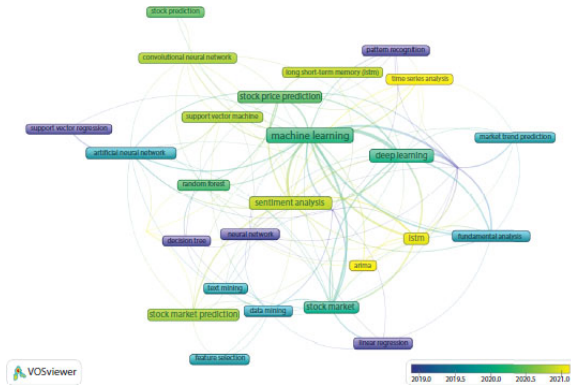 stock prediction
pattern recognition
convolutional neural network
long short-term memory (lstm)
time series analysis
stock price prediction
support vector machine
support vector regression
machine learning
market trend prediction
artificial neural network
deep learning
random forest
sentiment analysis
neural network
decision tree
lstm
fundamental analysis
arima
text mining
stock market
data mining
stock market prediction
linear regression
feature selection
VOSviewer
2019.0 2019.5 2020.0 2020.5 2021.0